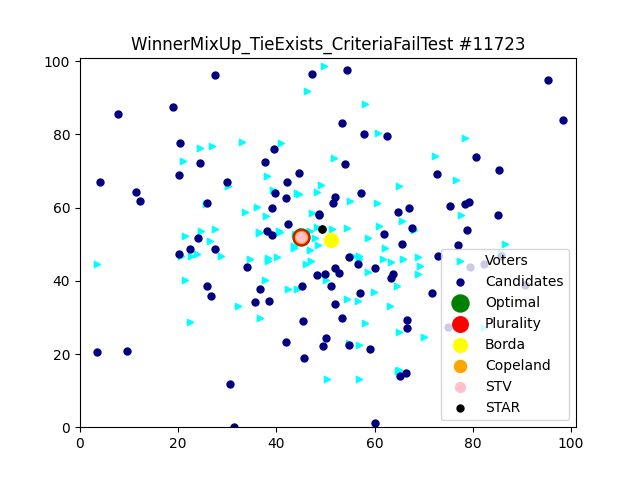 WinnerMixUp_TieExists_CriteriaFailTest #11723
100
80
60
40
20
0
0
20
40
60
80
100
Voters
Candidates
Optimal
Plurality
Borda
Copeland
STV
STAR